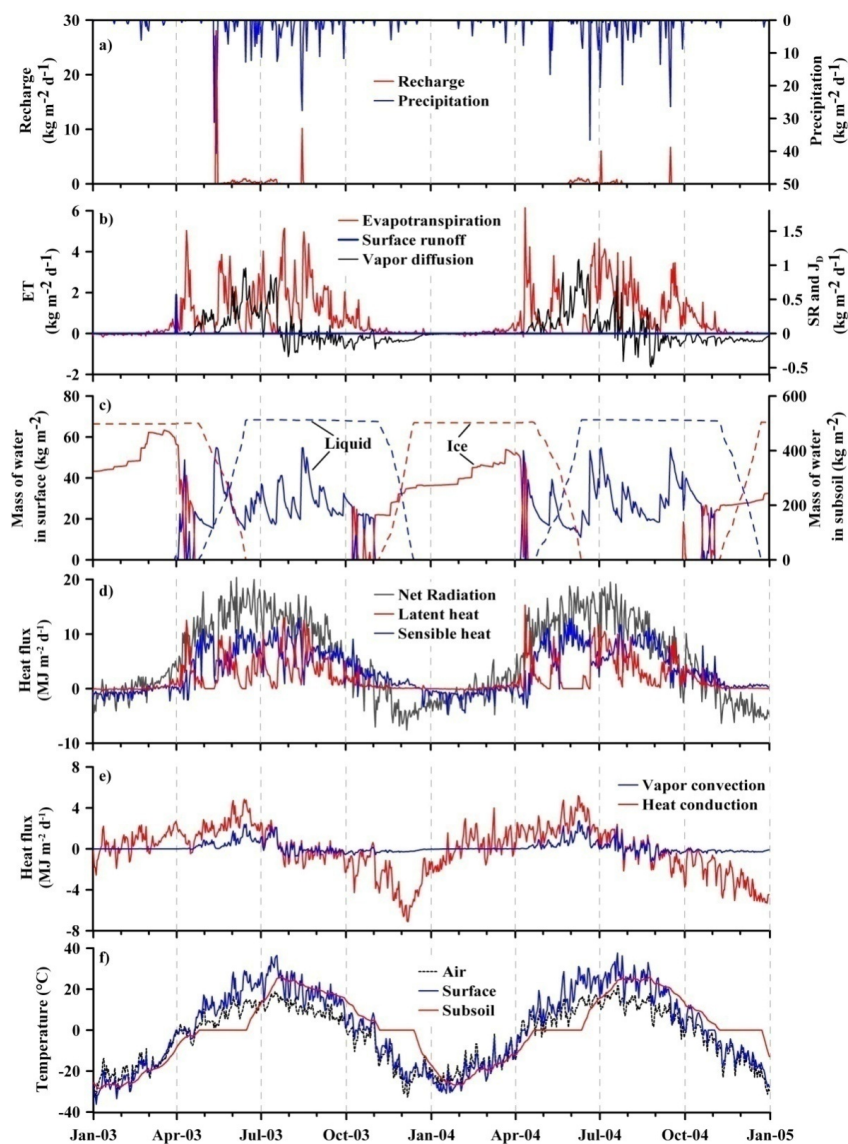 a)
30
20
10
0
Recharge
(kg m⁻² d⁻¹)
Recharge
Precipitation
0
10
20
30
40
50
Precipitation
(kg m⁻² d⁻¹)
b)
6
4
2
0
-2
ET
(kg m⁻² d⁻¹)
Evapotranspiration
Surface runoff
Vapor diffusion
1.5
1
0.5
0
-0.5
SR and J_D
(kg m⁻² d⁻¹)
c)
80
60
40
20
0
Mass of water
in surface (kg m⁻²)
Liquid
Ice
600
400
200
0
Mass of water
in subsoil (kg m⁻²)
d)
20
10
0
-10
Heat flux
(MJ m⁻² d⁻¹)
Net Radiation
Latent heat
Sensible heat
e)
8
4
0
-4
-8
Heat flux
(MJ m⁻² d⁻¹)
Vapor convection
Heat conduction
f)
40
20
0
-20
-40
Temperature (°C)
Air
Surface
Subsoil
Jan-03 Apr-03 Jul-03 Oct-03 Jan-04 Apr-04 Jul-04 Oct-04 Jan-05